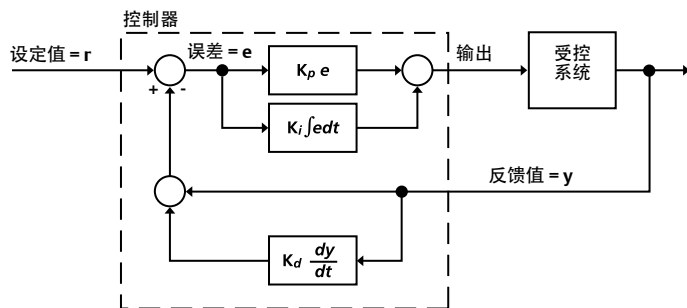 控制器
设定值 = r
误差 = e
K_p e
输出
受控
系统
+ -
K_i ∫edt
反馈值 = y
K_d dy/dt